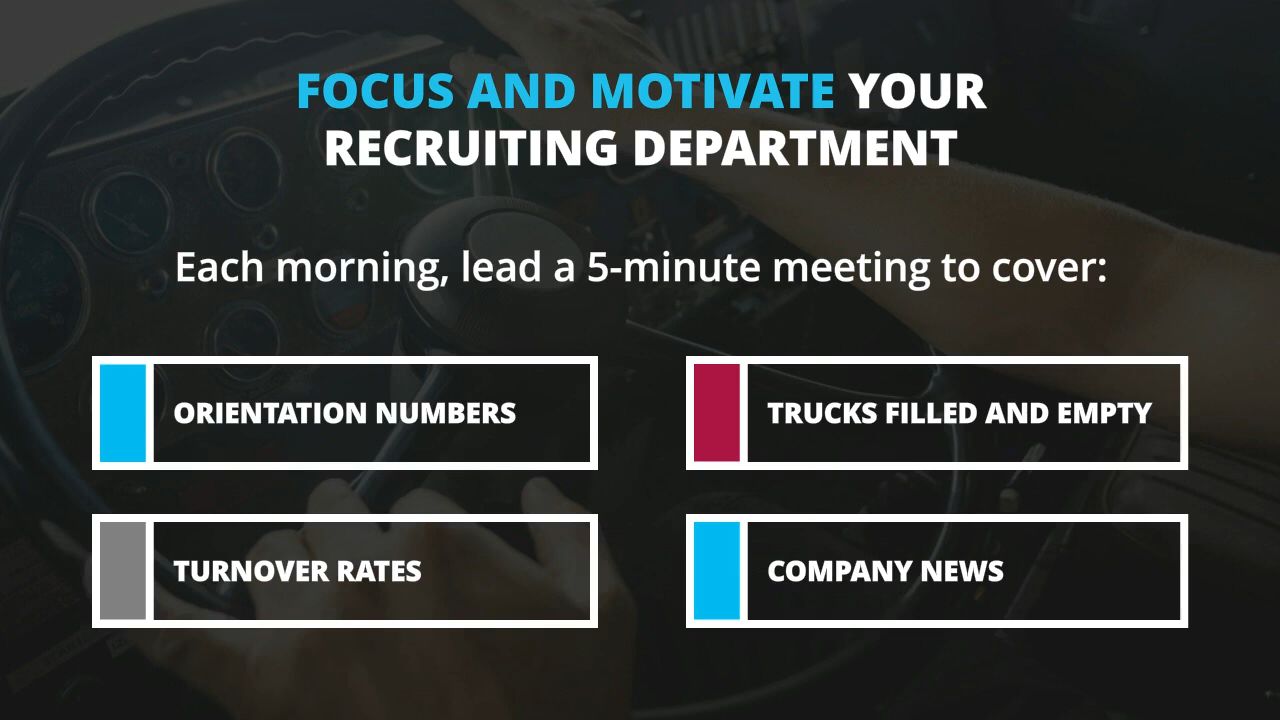 FOCUS AND MOTIVATE YOUR
RECRUITING DEPARTMENT
Each morning, lead a 5-minute meeting to cover:
ORIENTATION NUMBERS
TRUCKS FILLED AND EMPTY
TURNOVER RATES
COMPANY NEWS